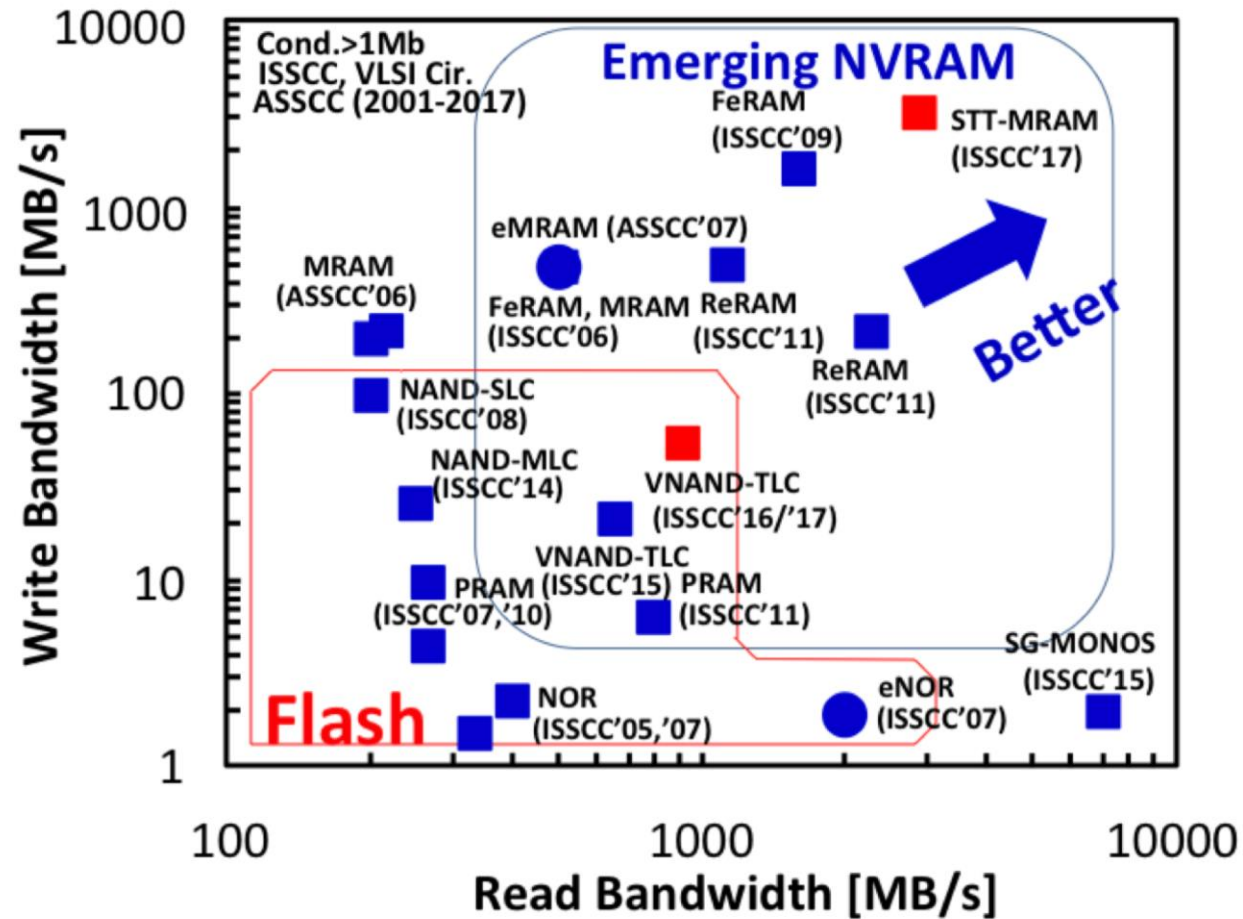 10000
1000
100
10
1
Write Bandwidth [MB/s]
Cond.>1Mb
ISSCC, VLSI Cir.
ASSCC (2001-2017)
Emerging NVRAM
FeRAM
(ISSCC'09)
STT-MRAM
(ISSCC'17)
eMRAM (ASSCC'07)
MRAM
(ASSCC'06)
FeRAM, MRAM
(ISSCC'06)
ReRAM
(ISSCC'11)
Better
ReRAM
(ISSCC'11)
NAND-SLC
(ISSCC'08)
NAND-MLC
(ISSCC'14)
VNAND-TLC
(ISSCC'16/'17)
VNAND-TLC
(ISSCC'15)
PRAM
(ISSCC'07,'10)
PRAM
(ISSCC'11)
SG-MONOS
(ISSCC'15)
NOR
(ISSCC'05,'07)
eNOR
(ISSCC'07)
Flash
100
1000
10000
Read Bandwidth [MB/s]